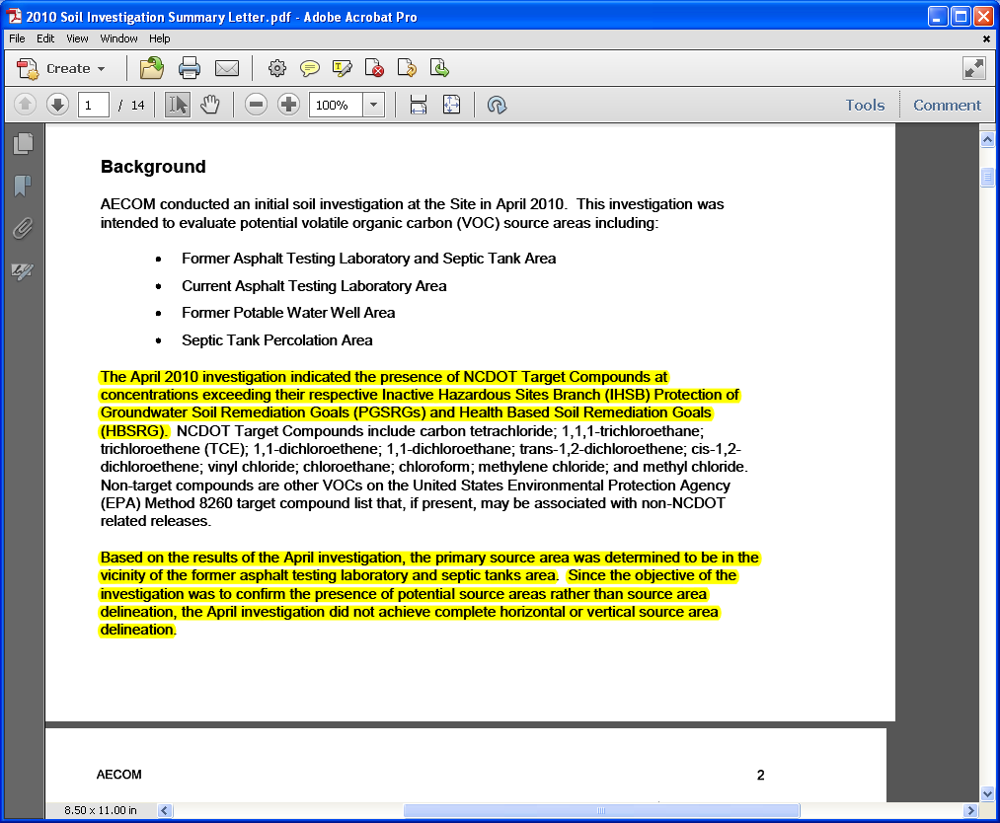 2010 Soil Investigation Summary Letter.pdf - Adobe Acrobat Pro
File Edit View Window Help
Create
1 / 14 100% Tools Comment
Background
AECOM conducted an initial soil investigation at the Site in April 2010. This investigation was
intended to evaluate potential volatile organic carbon (VOC) source areas including:
• Former Asphalt Testing Laboratory and Septic Tank Area
• Current Asphalt Testing Laboratory Area
• Former Potable Water Well Area
• Septic Tank Percolation Area
The April 2010 investigation indicated the presence of NCDOT Target Compounds at
concentrations exceeding their respective Inactive Hazardous Sites Branch (IHSB) Protection of
Groundwater Soil Remediation Goals (PGSRGs) and Health Based Soil Remediation Goals
(HBSRG). NCDOT Target Compounds include carbon tetrachloride; 1,1,1-trichloroethane;
trichloroethene (TCE); 1,1-dichloroethene; 1,1-dichloroethane; trans-1,2-dichloroethene; cis-1,2-
dichloroethene; vinyl chloride; chloroethane; chloroform; methylene chloride; and methyl chloride.
Non-target compounds are other VOCs on the United States Environmental Protection Agency
(EPA) Method 8260 target compound list that, if present, may be associated with non-NCDOT
related releases.
Based on the results of the April investigation, the primary source area was determined to be in the
vicinity of the former asphalt testing laboratory and septic tanks area. Since the objective of the
investigation was to confirm the presence of potential source areas rather than source area
delineation, the April investigation did not achieve complete horizontal or vertical source area
delineation.
AECOM 2
8.50 x 11.00 in